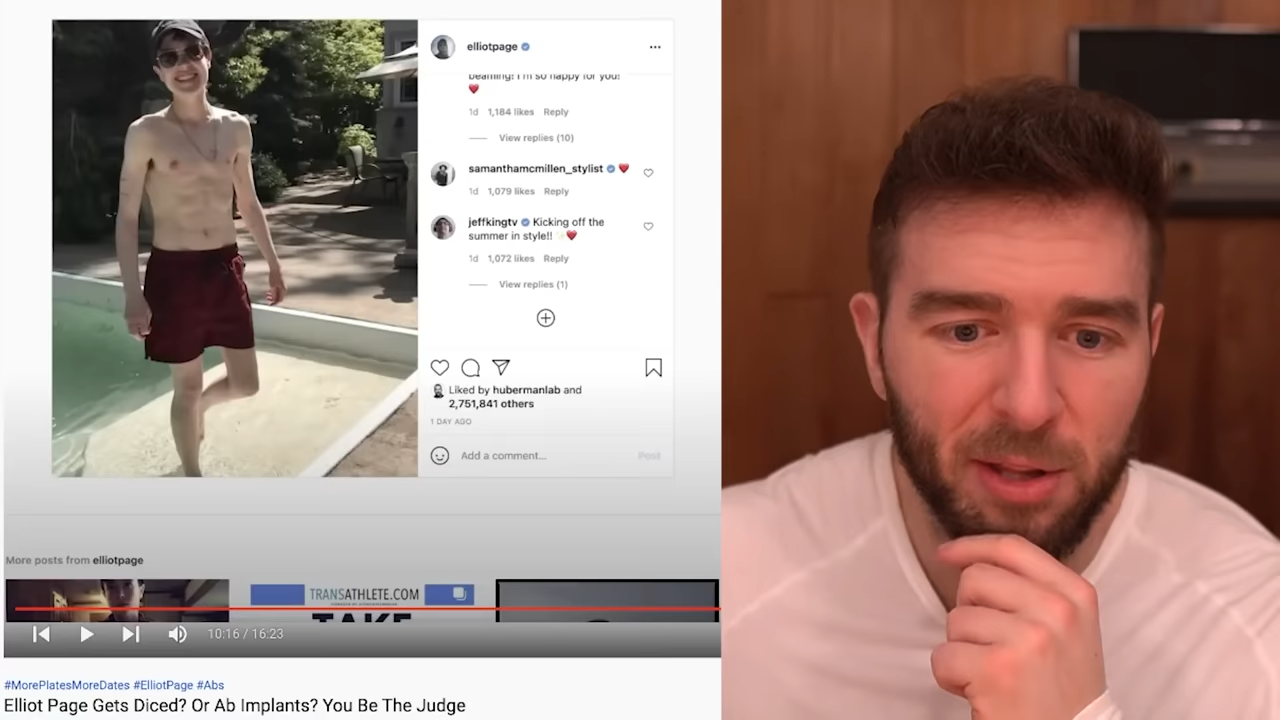 elliotpage
beaming! I'm so happy for you!
1d 1,184 likes Reply
View replies (10)
samanthamcmillen_stylist
1d 1,079 likes Reply
jeffkingtv Kicking off the
summer in style!!
1d 1,072 likes Reply
View replies (1)
Liked by hubermanlab and
2,751,841 others
1 DAY AGO
Add a comment...
Post
More posts from elliotpage
TRANSATHLETE.COM
TAKE
10:16 / 16:23
#MorePlatesMoreDates #ElliotPage #Abs
Elliot Page Gets Diced? Or Ab Implants? You Be The Judge